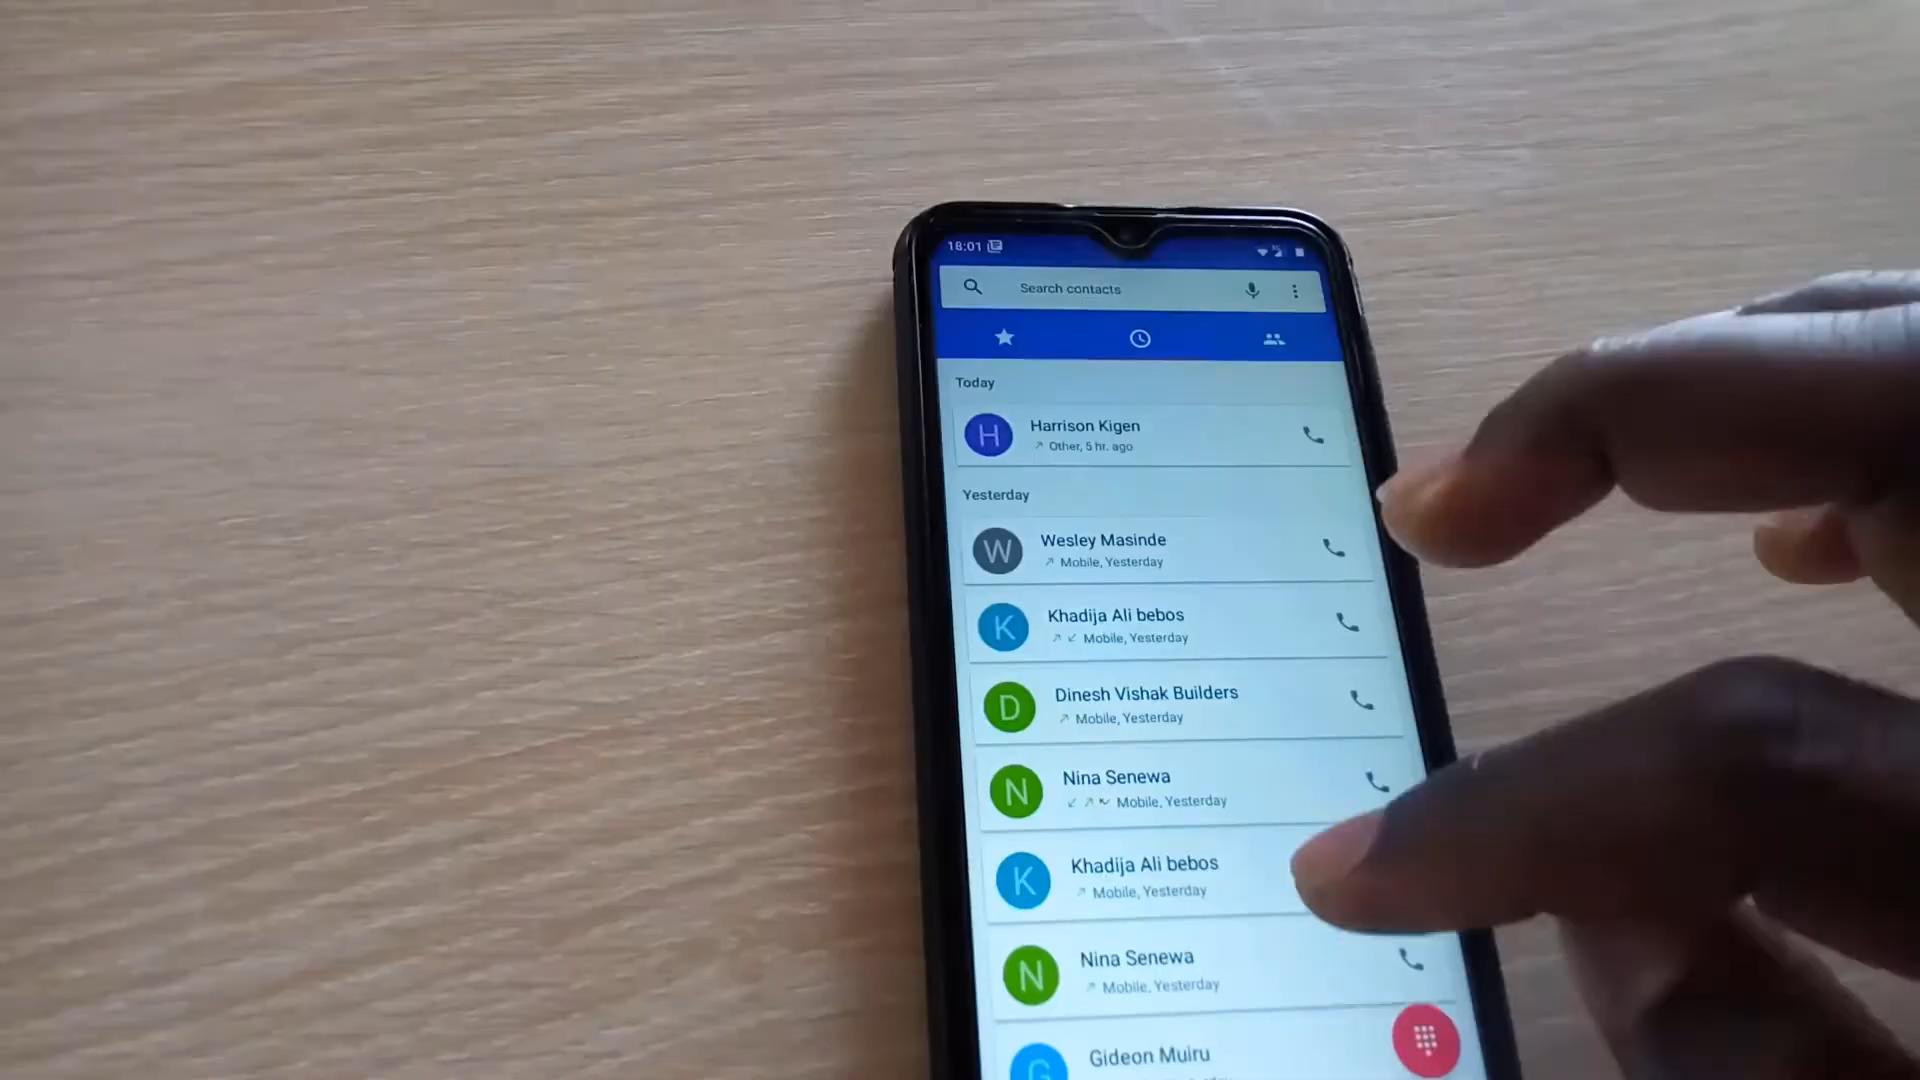 18:01
Search contacts
Today
H
Harrison Kigen
Other, 5 hr. ago
Yesterday
W
Wesley Masinde
Mobile, Yesterday
K
Khadija Ali bebos
Mobile, Yesterday
D
Dinesh Vishak Builders
Mobile, Yesterday
N
Nina Senewa
Mobile, Yesterday
K
Khadija Ali bebos
Mobile, Yesterday
N
Nina Senewa
Mobile, Yesterday
G
Gideon Muiru